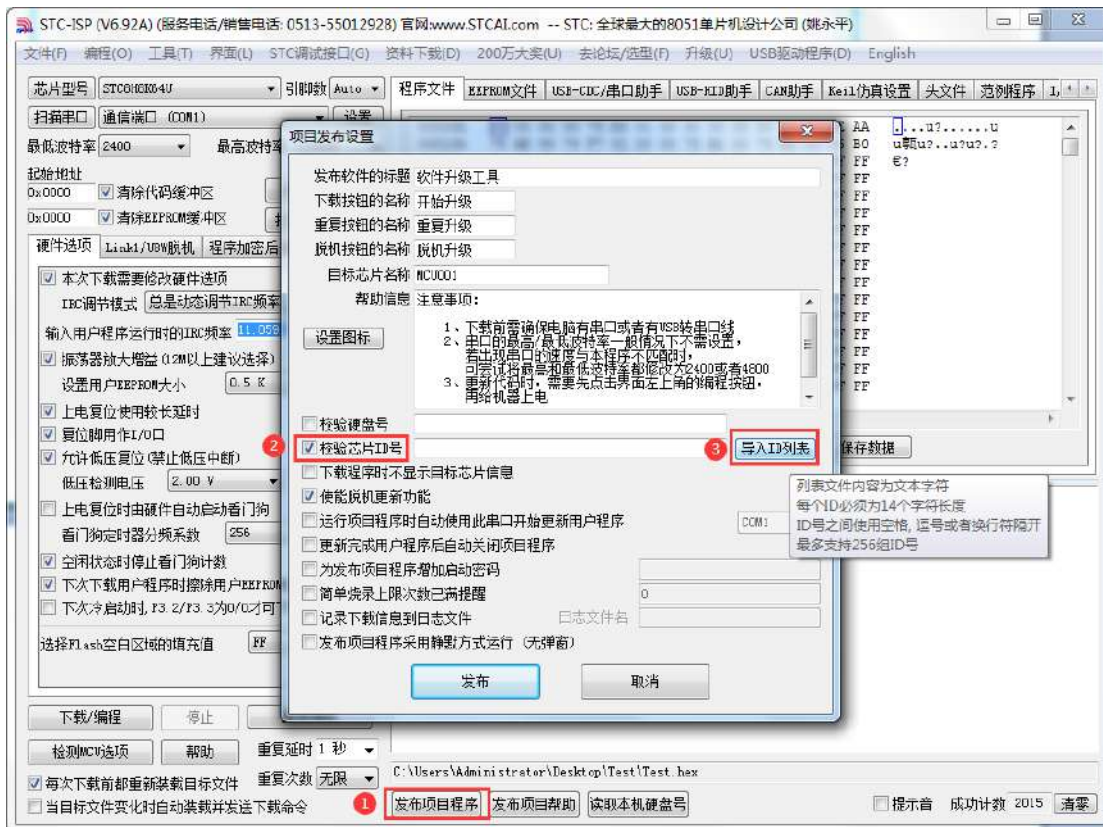 STC-ISP (V6.92A) (服务电话/销售电话: 0513-55012928) 官网:www.STCAI.com -- STC: 全球最大的8051单片机设计公司 (姚永平)
文件(F) 编程(O) 工具(T) 界面(L) STC调试接口(G) 资料下载(D) 200万大奖(U) 去论坛/选型(F) 升级(U) USB驱动程序(D) English
芯片型号 STC8H8K64U 引脚数 Auto 程序文件 EEPROM文件 USB-CDC/串口助手 USB-HID助手 CAN助手 Keil仿真设置 头文件 范例程序
扫描串口 通信端口 (COM1) 设置
AA ....u?......u
最低波特率 2400 最高波特率
B0 u郬u?..u?u?.?
FF €?
起始地址
0x0000 清除代码缓冲区
0x0000 清除EEPROM缓冲区
硬件选项 Link1/U8W脱机 程序加密后
本次下载需要修改硬件选项
IRC调节模式 总是动态调节IRC频率
输入用户程序运行时的IRC频率 11.059
振荡器放大增益(12M以上建议选择)
设置用户EEPROM大小 0.5 K
上电复位使用较长延时
复位脚用作I/O口
允许低压复位(禁止低压中断)
低压检测电压 2.00 V
上电复位时由硬件自动启动看门狗
看门狗定时器分频系数 256
空闲状态时停止看门狗计数
下次下载用户程序时擦除用户EEPROM
下次冷启动时, P3.2/P3.3为0/0才可下
选择Flash空白区域的填充值 FF
项目发布设置
发布软件的标题 软件升级工具
下载按钮的名称 开始升级
重复按钮的名称 重复升级
脱机按钮的名称 脱机升级
目标芯片名称 MCU001
帮助信息 注意事项:
设置图标
1、下载前需确保电脑有串口或者有USB转串口线
2、串口的最高/最低波特率一般情况下不需设置,
若出现串口的速度与本程序不匹配时,
可尝试将最高和最低波特率都修改为2400或者4800
3、更新代码时, 需要先点击界面左上角的编程按钮,
再给机器上电
校验硬盘号
2 校验芯片ID号 3 导入ID列表
保存数据
下载程序时不显示目标芯片信息
使能脱机更新功能
运行项目程序时自动使用此串口开始更新用户程序 COM1
更新完成用户程序后自动关闭项目程序
为发布项目程序增加启动密码
简单烧录上限次数已满提醒 0
记录下载信息到日志文件 日志文件名
发布项目程序采用静默方式运行 (无弹窗)
发布 取消
列表文件内容为文本字符
每个ID必须为14个字符长度
ID号之间使用空格, 逗号或者换行符隔开
最多支持256组ID号
下载/编程 停止
检测MCU选项 帮助 重复延时 1 秒
每次下载前都重新装载目标文件 重复次数 无限
当目标文件变化时自动装载并发送下载命令
C:\Users\Administrator\Desktop\Test\Test.hex
1 发布项目程序 发布项目帮助 读取本机硬盘号 提示音 成功计数 2015 清零